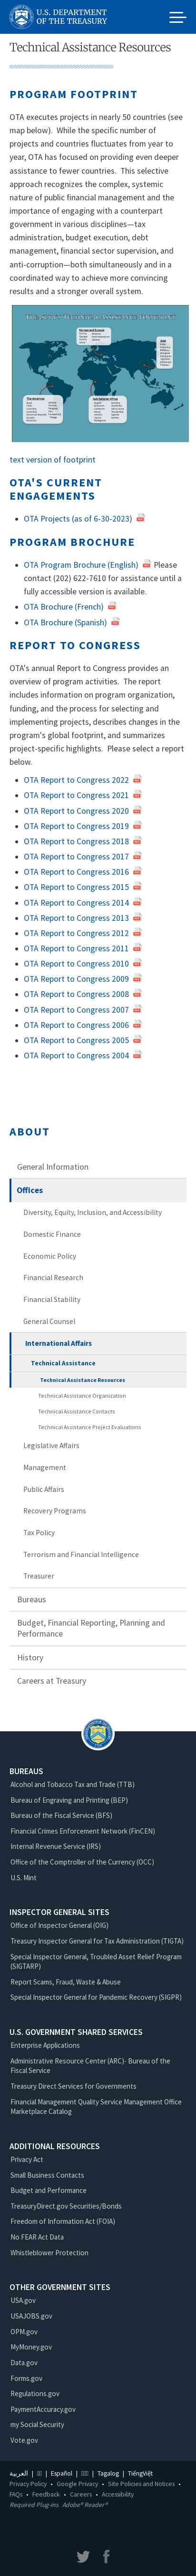 U.S. DEPARTMENT
OF THE TREASURY
Technical Assistance Resources
PROGRAM FOOTPRINT
OTA executes projects in nearly 50 countries (see
map below). While the specific number of
projects and countries fluctuates from year to
year, OTA has focused on providing even deeper
assistance to fewer countries. This selective
approach recognizes the complex, systemic
nature of public financial management and the
importance of engaging with a counterpart
government in various disciplines—tax
administration, budget execution, debt
management, financial sector supervision, and
anti-corruption—both simultaneously and in a
coordinated way to achieve reforms convincing
and resulting a stronger overall system.
text version of footprint
OTA'S CURRENT
ENGAGEMENTS
OTA Projects (as of 6-30-2023)
PROGRAM BROCHURE
OTA Program Brochure (English) Please
contact (202) 622-7610 for assistance until a
fully accessible version is available.
OTA Brochure (French)
OTA Brochure (Spanish)
REPORT TO CONGRESS
OTA's annual Report to Congress provides an
overview of program activities. The report
includes information on program organization,
funding, and the process for selecting and
implementing projects, describes changes in the
program's global footprint, and summarizes
project-specific highlights. Please select a report
below.
OTA Report to Congress 2022
OTA Report to Congress 2021
OTA Report to Congress 2020
OTA Report to Congress 2019
OTA Report to Congress 2018
OTA Report to Congress 2017
OTA Report to Congress 2016
OTA Report to Congress 2015
OTA Report to Congress 2014
OTA Report to Congress 2013
OTA Report to Congress 2012
OTA Report to Congress 2011
OTA Report to Congress 2010
OTA Report to Congress 2009
OTA Report to Congress 2008
OTA Report to Congress 2007
OTA Report to Congress 2006
OTA Report to Congress 2005
OTA Report to Congress 2004
ABOUT
General Information
Offices
Diversity, Equity, Inclusion, and Accessibility
Domestic Finance
Economic Policy
Financial Research
Financial Stability
General Counsel
International Affairs
Technical Assistance
Technical Assistance Resources
Technical Assistance Organization
Technical Assistance Contacts
Technical Assistance Project Evaluations
Legislative Affairs
Management
Public Affairs
Recovery Programs
Tax Policy
Terrorism and Financial Intelligence
Treasurer
Bureaus
Budget, Financial Reporting, Planning and
Performance
History
Careers at Treasury
BUREAUS
Alcohol and Tobacco Tax and Trade (TTB)
Bureau of Engraving and Printing (BEP)
Bureau of the Fiscal Service (BFS)
Financial Crimes Enforcement Network (FinCEN)
Internal Revenue Service (IRS)
Office of the Comptroller of the Currency (OCC)
U.S. Mint
INSPECTOR GENERAL SITES
Office of Inspector General (OIG)
Treasury Inspector General for Tax Administration (TIGTA)
Special Inspector General, Troubled Asset Relief Program
(SIGTARP)
Report Scams, Fraud, Waste & Abuse
Special Inspector General for Pandemic Recovery (SIGPR)
U.S. GOVERNMENT SHARED SERVICES
Enterprise Applications
Administrative Resource Center (ARC)- Bureau of the
Fiscal Service
Treasury Direct Services for Governments
Financial Management Quality Service Management Office
Marketplace Catalog
ADDITIONAL RESOURCES
Privacy Act
Small Business Contacts
Budget and Performance
TreasuryDirect.gov Securities/Bonds
Freedom of Information Act (FOIA)
No FEAR Act Data
Whistleblower Protection
OTHER GOVERNMENT SITES
USA.gov
USAJOBS.gov
OPM.gov
MyMoney.gov
Data.gov
Forms.gov
Regulations.gov
PaymentAccuracy.gov
my Social Security
Vote.gov
العربية | | Español | | Tagalog | TiếngViệt
Privacy Policy • Google Privacy • Site Policies and Notices •
FAQs • Feedback • Careers • Accessibility
Required Plug-ins Adobe® Reader®